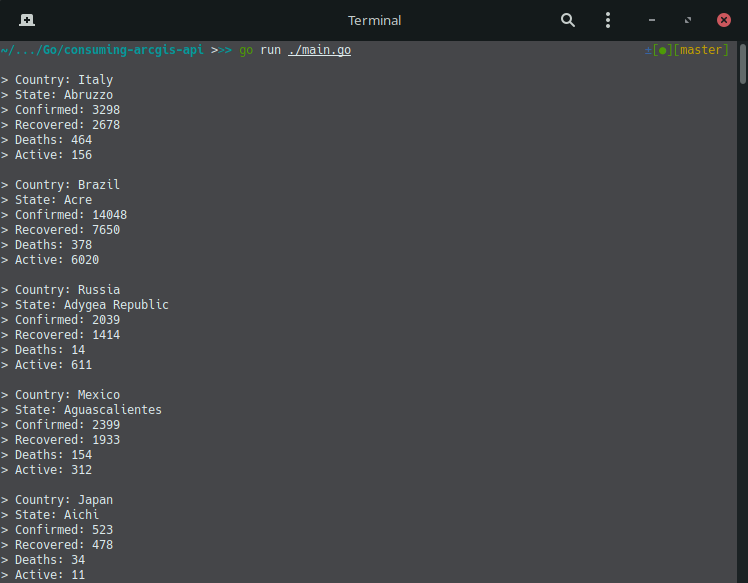 Terminal
~/.../Go/consuming-arcgis-api >>> go run ./main.go ±[●][master]
> Country: Italy
> State: Abruzzo
> Confirmed: 3298
> Recovered: 2678
> Deaths: 464
> Active: 156
> Country: Brazil
> State: Acre
> Confirmed: 14048
> Recovered: 7650
> Deaths: 378
> Active: 6020
> Country: Russia
> State: Adygea Republic
> Confirmed: 2039
> Recovered: 1414
> Deaths: 14
> Active: 611
> Country: Mexico
> State: Aguascalientes
> Confirmed: 2399
> Recovered: 1933
> Deaths: 154
> Active: 312
> Country: Japan
> State: Aichi
> Confirmed: 523
> Recovered: 478
> Deaths: 34
> Active: 11